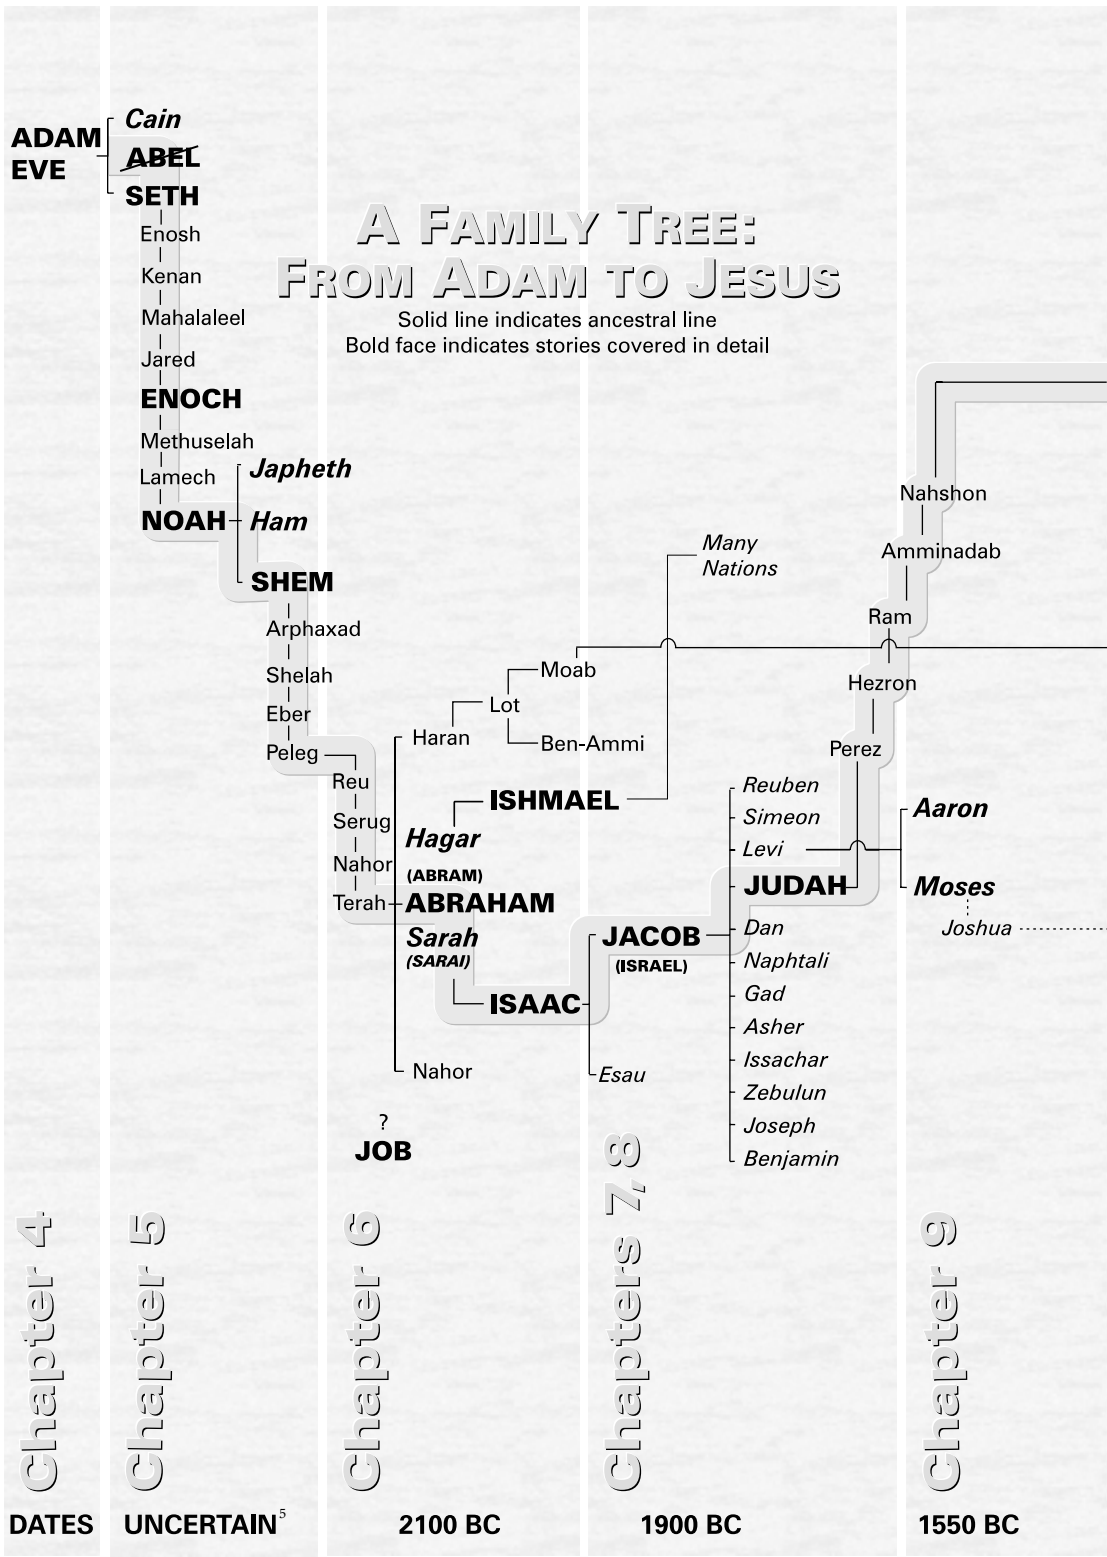 A FAMILY TREE:
FROM ADAM TO JESUS
Solid line indicates ancestral line
Bold face indicates stories covered in detail
ADAM
EVE
Cain
ABEL
SETH
Enosh
Kenan
Mahalaleel
Jared
ENOCH
Methuselah
Lamech
NOAH
Japheth
Ham
SHEM
Arphaxad
Shelah
Eber
Peleg
Reu
Serug
Nahor
Terah
Haran
Lot
Moab
Ben-Ammi
ISHMAEL
Hagar
(ABRAM)
ABRAHAM
Sarah
(SARAI)
ISAAC
Nahor
?
JOB
Many
Nations
JACOB
(ISRAEL)
Esau
Reuben
Simeon
Levi
JUDAH
Dan
Naphtali
Gad
Asher
Issachar
Zebulun
Joseph
Benjamin
Nahshon
Amminadab
Ram
Hezron
Perez
Aaron
Moses
Joshua
Chapter 4
Chapter 5
Chapter 6
Chapters 7, 8
Chapter 9
DATES
UNCERTAIN5
2100 BC
1900 BC
1550 BC